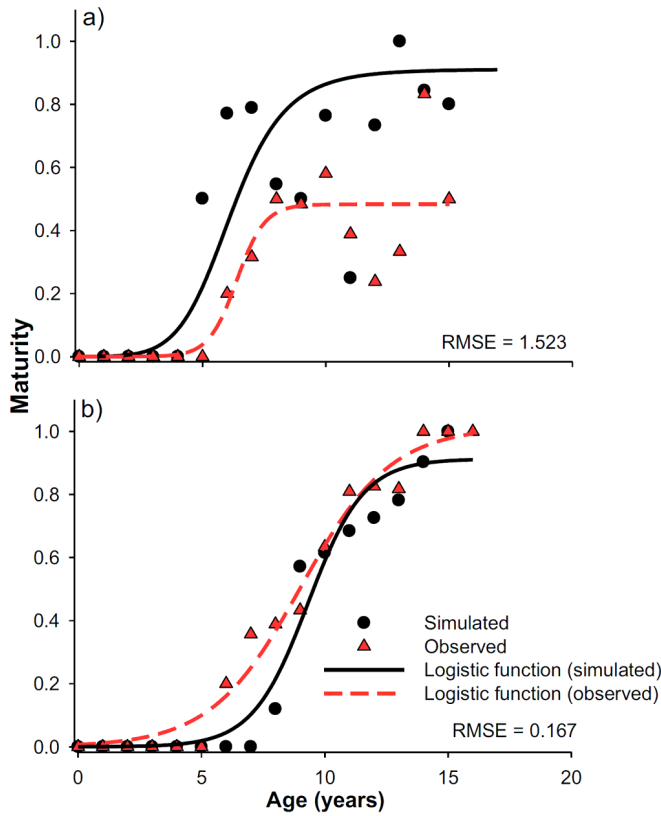 a)
1.0
0.8
0.6
0.4
0.2
0.0
RMSE = 1.523
Maturity
b)
1.0
0.8
0.6
0.4
0.2
0.0
Simulated
Observed
Logistic function (simulated)
Logistic function (observed)
RMSE = 0.167
0 5 10 15 20
Age (years)